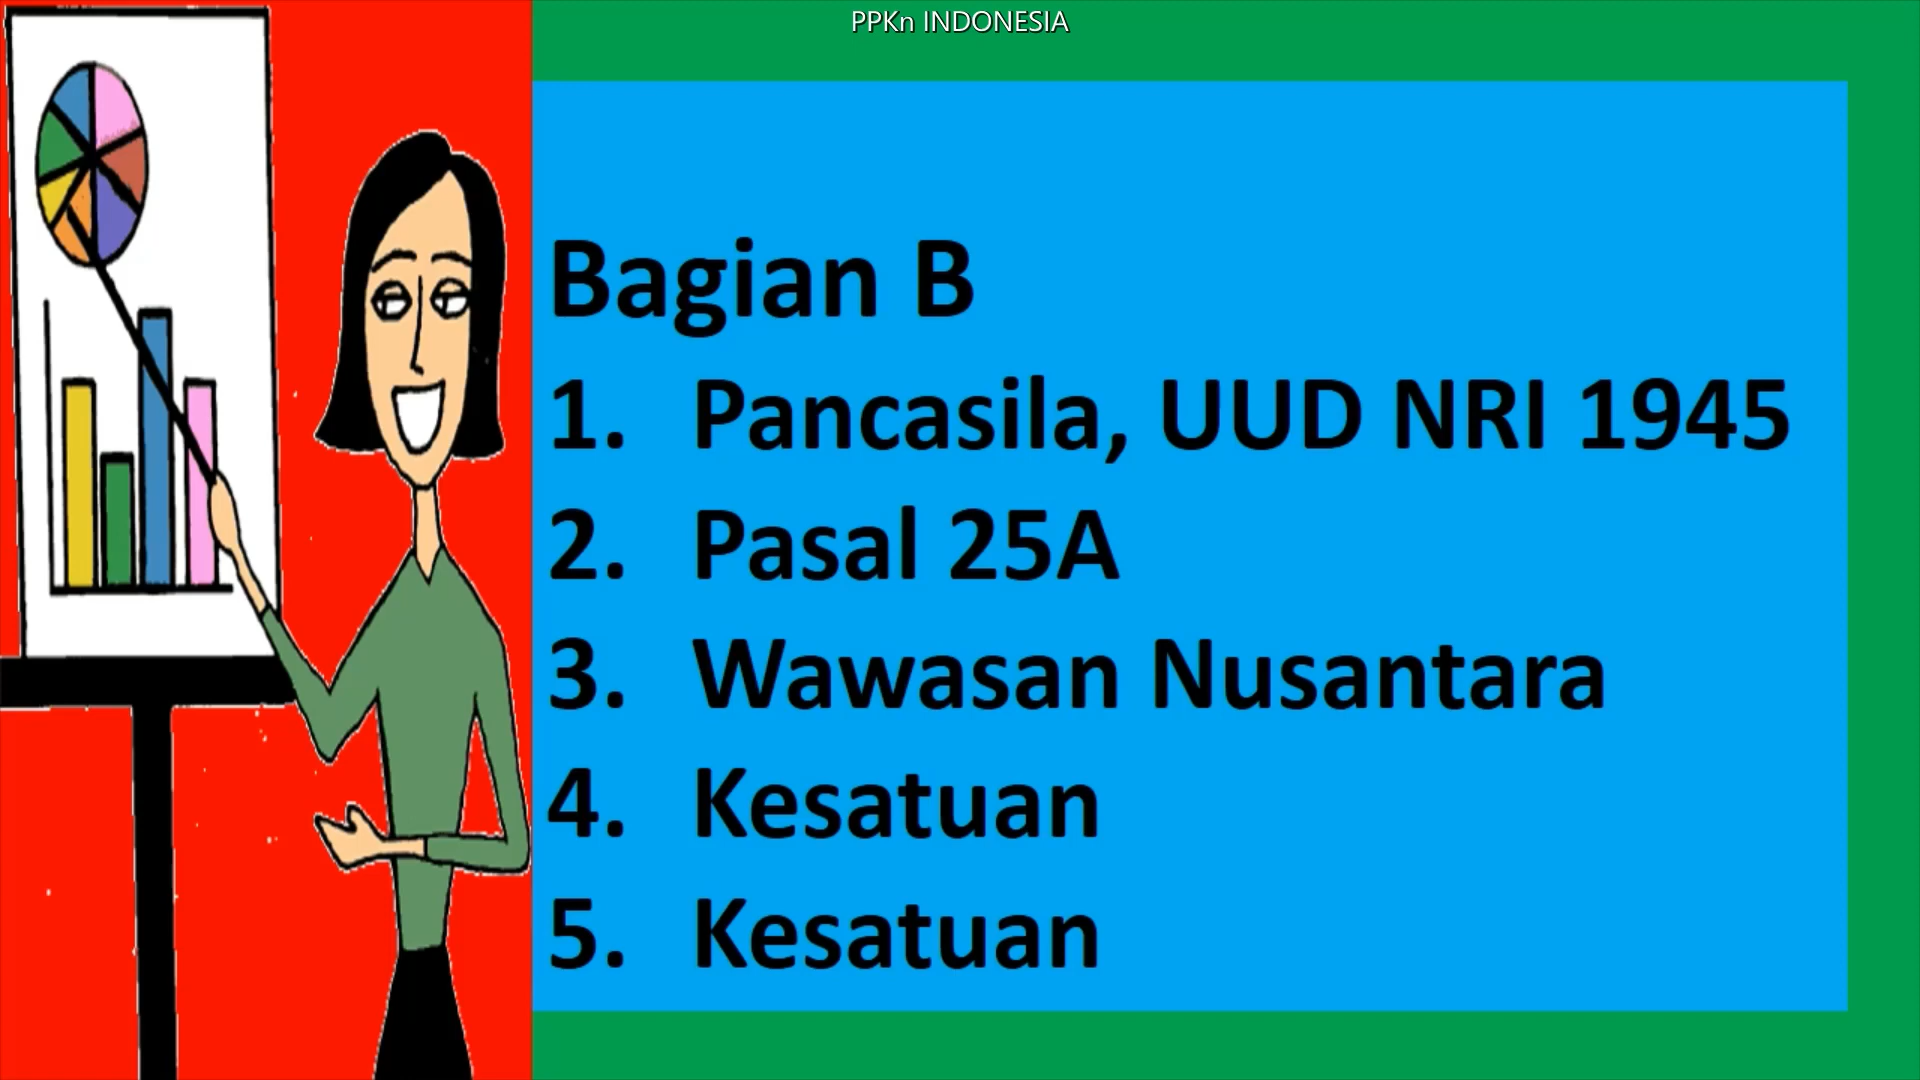 PPKn INDONESIA
Bagian B
1. Pancasila, UUD NRI 1945
2. Pasal 25A
3. Wawasan Nusantara
4. Kesatuan
5. Kesatuan